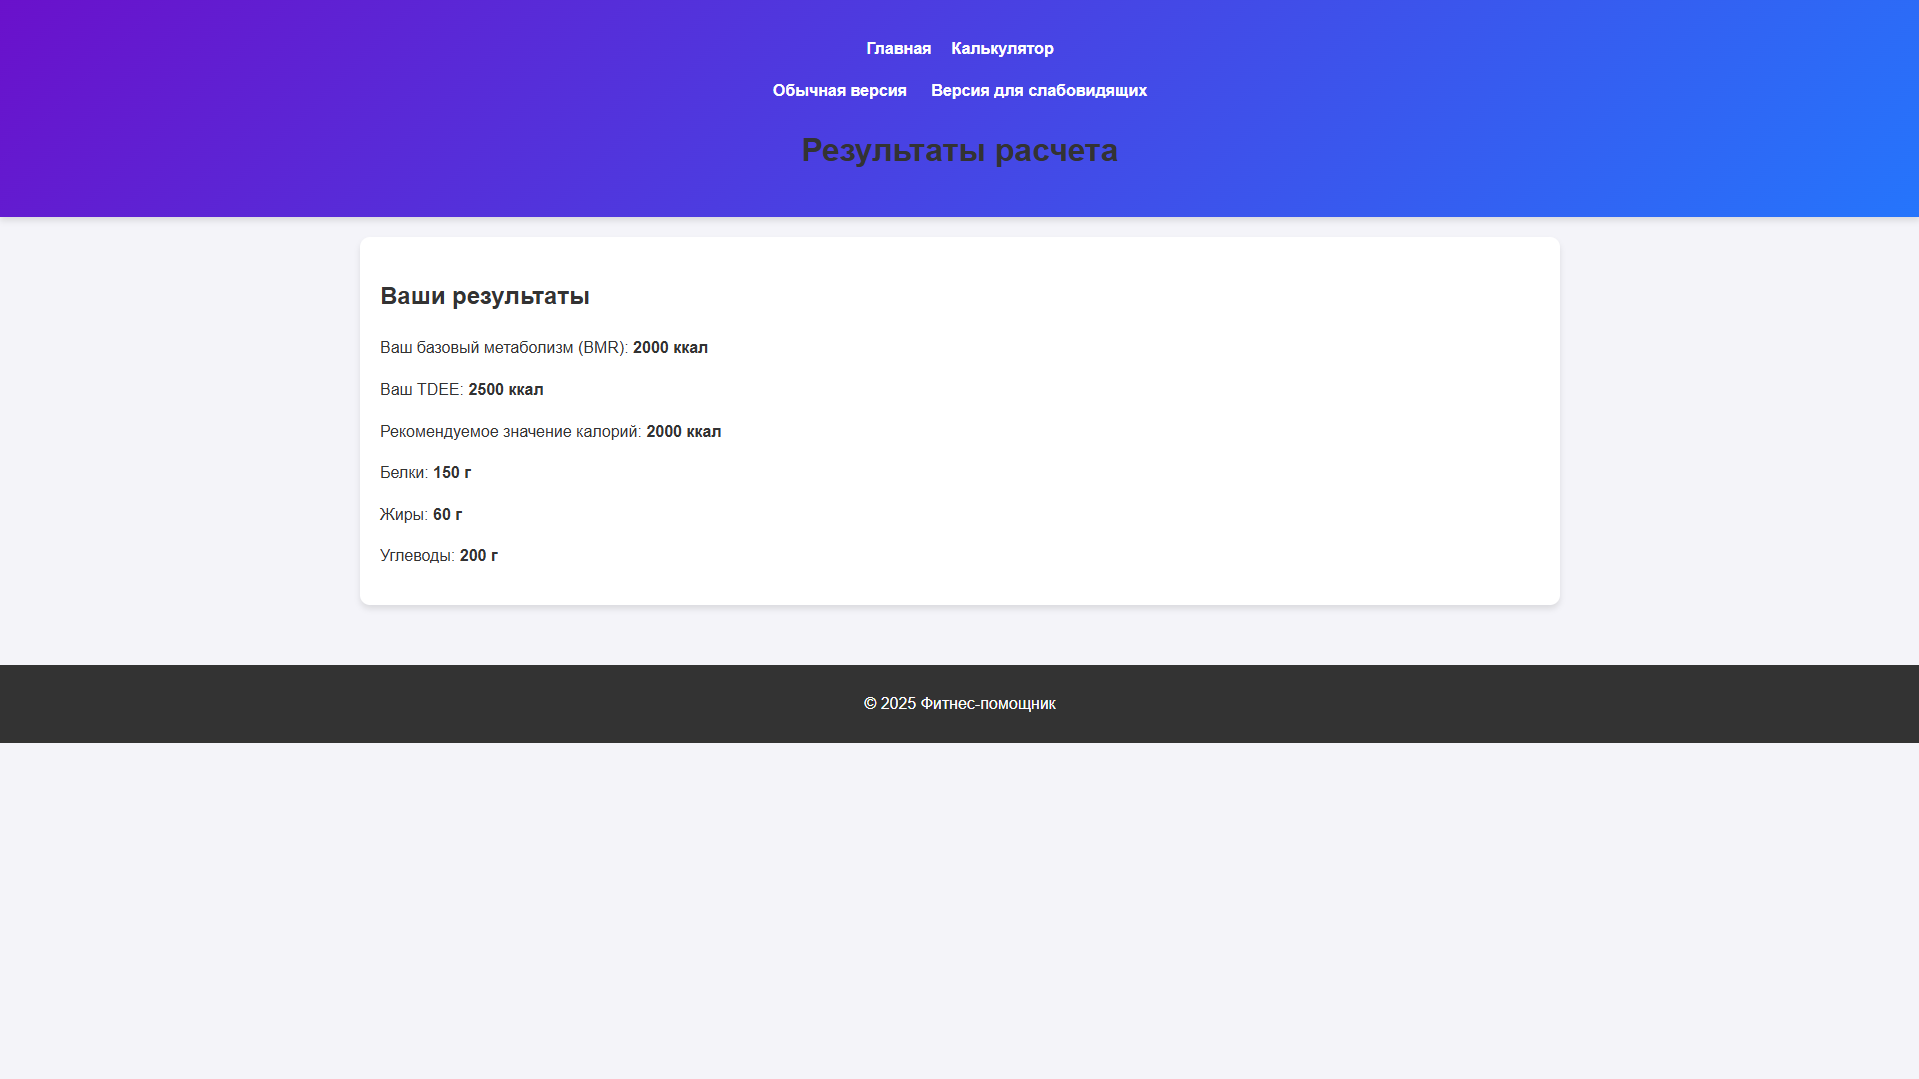 Главная Калькулятор
Обычная версия Версия для слабовидящих
Результаты расчета
Ваши результаты
Ваш базовый метаболизм (BMR): 2000 ккал
Ваш TDEE: 2500 ккал
Рекомендуемое значение калорий: 2000 ккал
Белки: 150 г
Жиры: 60 г
Углеводы: 200 г
© 2025 Фитнес-помощник